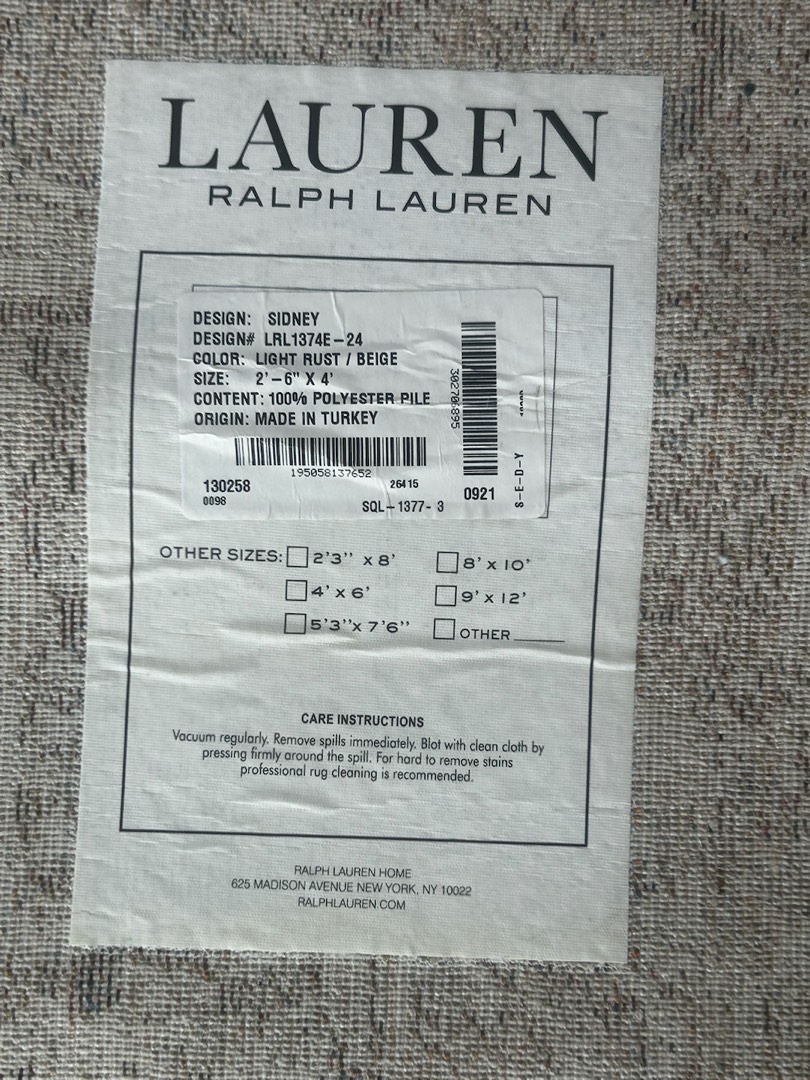 LAUREN
RALPH LAUREN
DESIGN: SIDNEY
DESIGN# LRL1374E-24
COLOR: LIGHT RUST / BEIGE
SIZE: 2'-6" X 4'
CONTENT: 100% POLYESTER PILE
ORIGIN: MADE IN TURKEY
195058137652
130258
26415
0098
SQL-1377- 3
0921
302706895
S-E-D-Y
OTHER SIZES: 2'3" x 8'
8' x 10'
4' x 6'
9' x 12'
5'3"x 7'6"
OTHER
CARE INSTRUCTIONS
Vacuum regularly. Remove spills immediately. Blot with clean cloth by
pressing firmly around the spill. For hard to remove stains
professional rug cleaning is recommended.
RALPH LAUREN HOME
625 MADISON AVENUE NEW YORK, NY 10022
RALPHLAUREN.COM